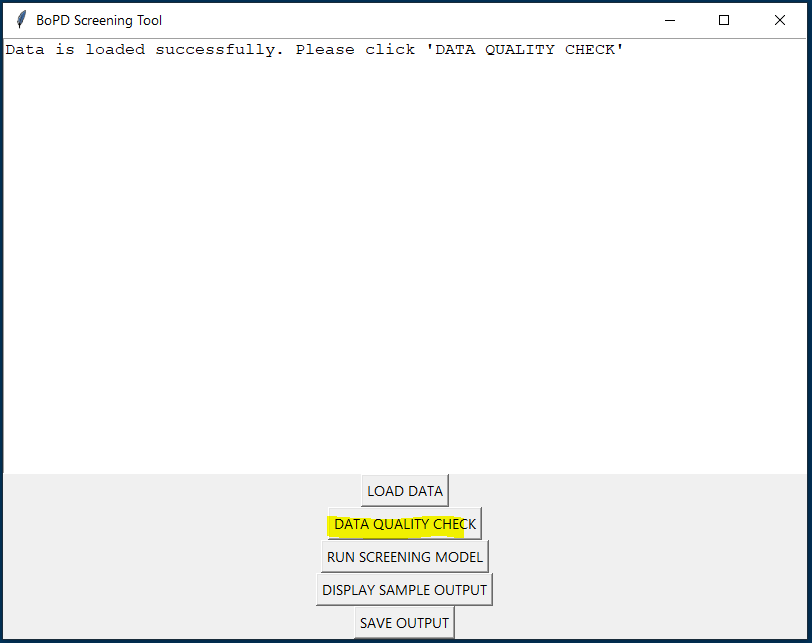 BoPD Screening Tool
Data is loaded successfully. Please click 'DATA QUALITY CHECK'
LOAD DATA
DATA QUALITY CHECK
RUN SCREENING MODEL
DISPLAY SAMPLE OUTPUT
SAVE OUTPUT